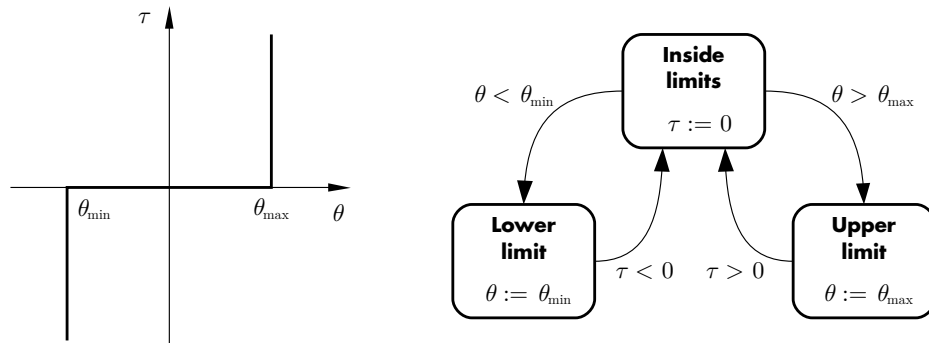 τ
θmin
θmax
θ
Inside
limits
τ := 0
θ < θmin
θ > θmax
Lower
limit
θ := θmin
τ < 0
τ > 0
Upper
limit
θ := θmax